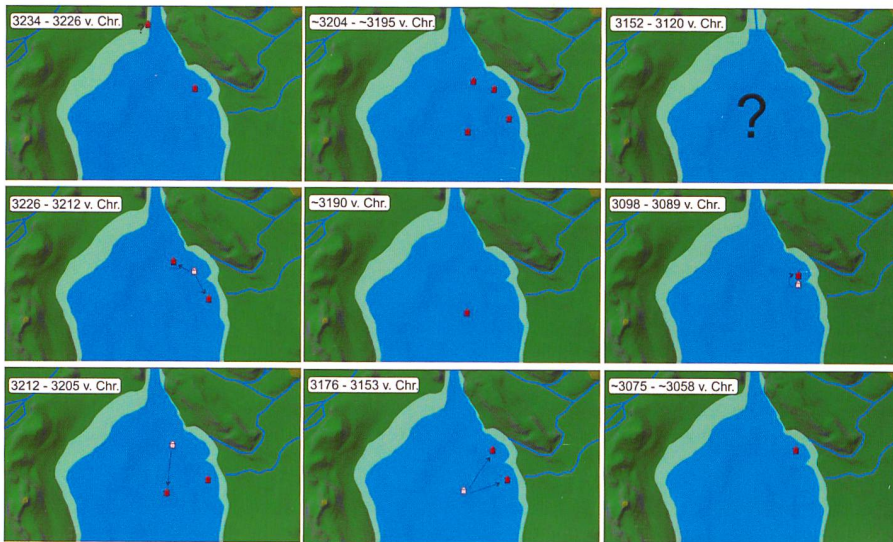 3234 - 3226 v. Chr.
?
~3204 - ~3195 v. Chr.
3152 - 3120 v. Chr.
?
3226 - 3212 v. Chr.
~3190 v. Chr.
3098 - 3089 v. Chr.
?
3212 - 3205 v. Chr.
3176 - 3153 v. Chr.
~3075 - ~3058 v. Chr.